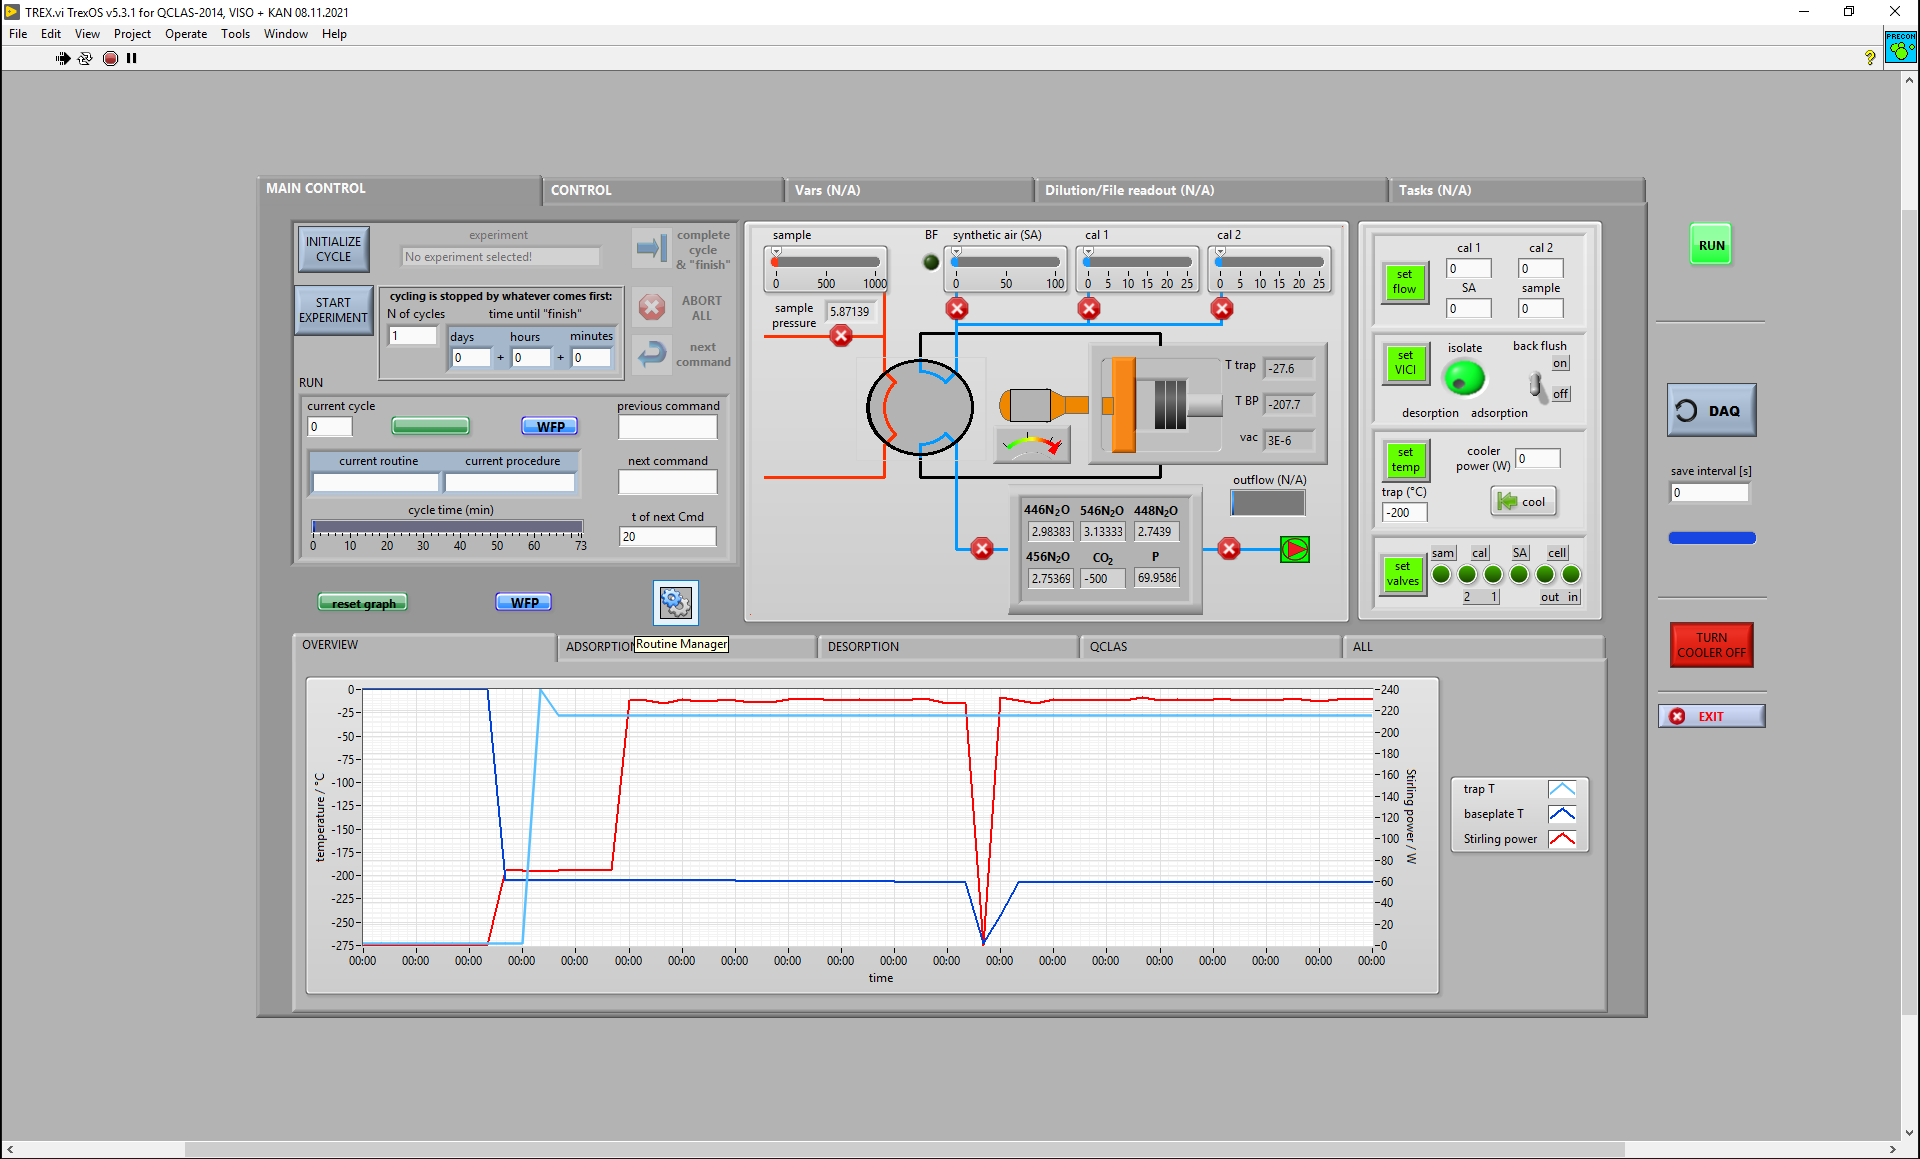 TREX.vi TrexOS v5.3.1 for QCLAS-2014, VISO + KAN 08.11.2021
File Edit View Project Operate Tools Window Help
PRECON
MAIN CONTROL
CONTROL
Vars (N/A)
Dilution/File readout (N/A)
Tasks (N/A)
INITIALIZE
CYCLE
experiment
No experiment selected!
complete
cycle
& "finish"
START
EXPERIMENT
cycling is stopped by whatever comes first:
N of cycles time until "finish"
1
days hours minutes
0 + 0 + 0
ABORT
ALL
next
command
RUN
current cycle
0
WFP
previous command
current routine current procedure
next command
cycle time (min)
0 10 20 30 40 50 60 73
t of next Cmd
20
reset graph
WFP
Routine Manager
sample
0 500 1000
BF
synthetic air (SA)
0 50 100
cal 1
0 5 10 15 20 25
cal 2
0 5 10 15 20 25
sample
pressure
5.87139
T trap -27.6
T BP -207.7
vac 3E-6
outflow (N/A)
446N2O 546N2O 448N2O
2.98383 3.13333 2.7439
456N2O CO2 P
2.75369 -500 69.9586
set
flow
cal 1 cal 2
0 0
SA sample
0 0
set
VICI
isolate
back flush
on
off
desorption adsorption
set
temp
cooler
power (W)
0
trap (°C)
-200
cool
set
valves
sam cal SA cell
2 1 out in
RUN
DAQ
save interval [s]
0
TURN
COOLER OFF
EXIT
OVERVIEW
ADSORPTION
DESORPTION
QCLAS
ALL
temperature / °C
0
-25
-50
-75
-100
-125
-150
-175
-200
-225
-250
-275
240
220
200
180
160
140
120
100
80
60
40
20
0
Stirling power / W
00:00 00:00 00:00 00:00 00:00 00:00 00:00 00:00 00:00 00:00 00:00 00:00 00:00 00:00 00:00 00:00 00:00 00:00 00:00 00:00
time
trap T
baseplate T
Stirling power